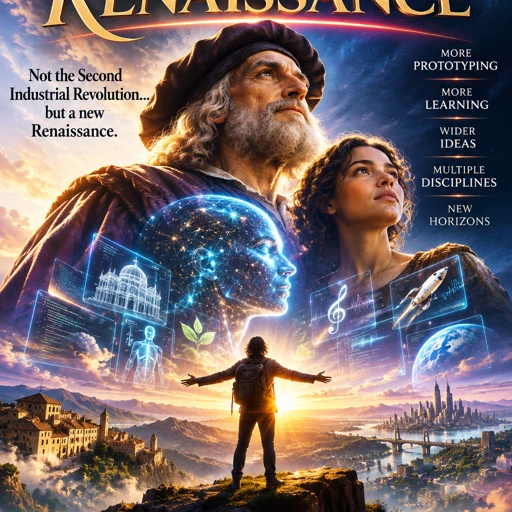 RENAISSANCE
Not the Second
Industrial Revolution...
but a new
Renaissance.
MORE
PROTOTYPING
MORE
LEARNING
WIDER
IDEAS
MULTIPLE
DISCIPLINES
NEW
HORIZONS